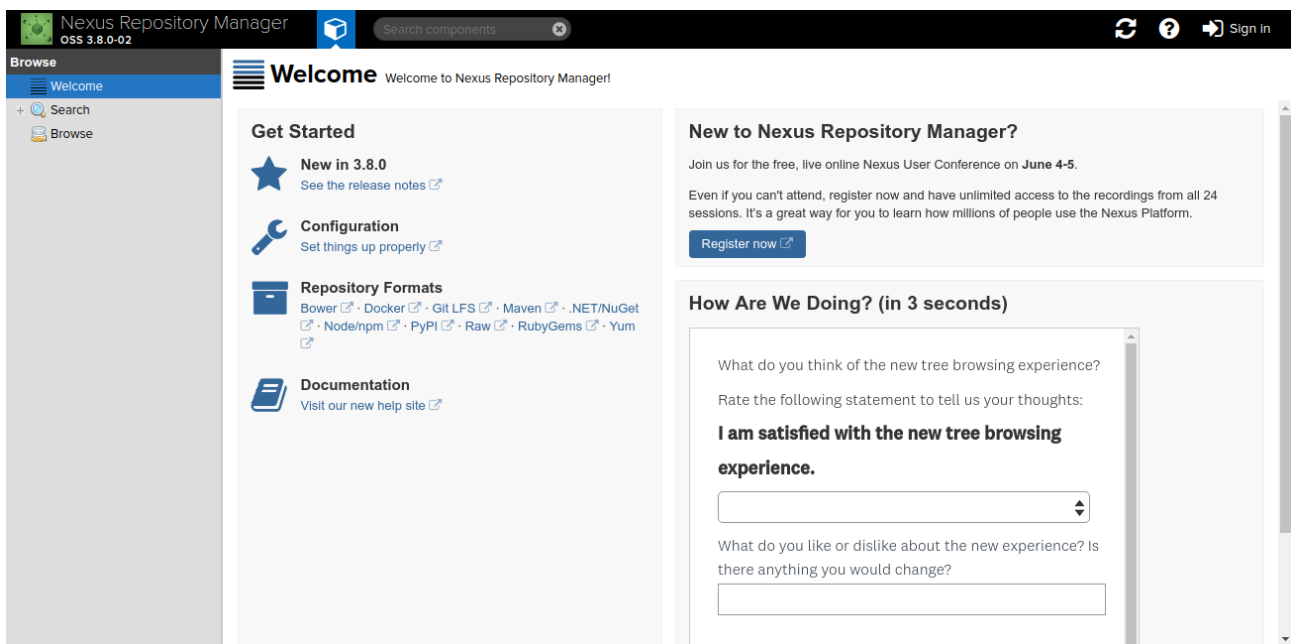 Nexus Repository Manager
OSS 3.8.0-02
Search components
Sign in
Browse
Welcome
Search
Browse
Welcome Welcome to Nexus Repository Manager!
Get Started
New in 3.8.0
See the release notes
Configuration
Set things up properly
Repository Formats
Bower · Docker · Git LFS · Maven · .NET/NuGet
· Node/npm · PyPI · Raw · RubyGems · Yum
Documentation
Visit our new help site
New to Nexus Repository Manager?
Join us for the free, live online Nexus User Conference on June 4-5.
Even if you can't attend, register now and have unlimited access to the recordings from all 24
sessions. It's a great way for you to learn how millions of people use the Nexus Platform.
Register now
How Are We Doing? (in 3 seconds)
What do you think of the new tree browsing experience?
Rate the following statement to tell us your thoughts:
I am satisfied with the new tree browsing
experience.
What do you like or dislike about the new experience? Is
there anything you would change?